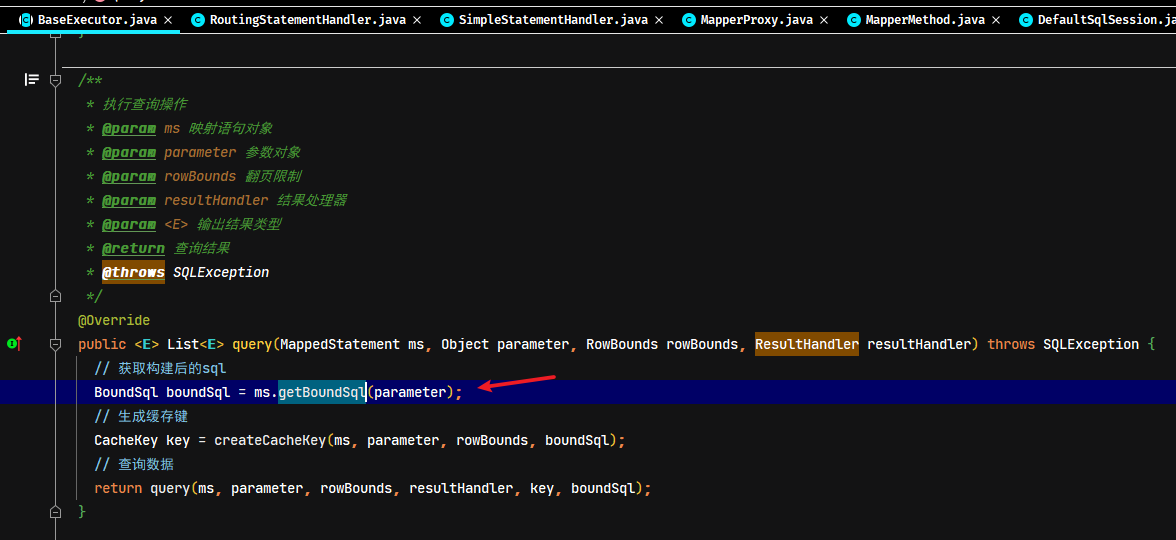 BaseExecutor.java × RoutingStatementHandler.java × SimpleStatementHandler.java × MapperProxy.java × MapperMethod.java × DefaultSqlSession.ja
/**
* 执行查询操作
* @param ms 映射语句对象
* @param parameter 参数对象
* @param rowBounds 翻页限制
* @param resultHandler 结果处理器
* @param <E> 输出结果类型
* @return 查询结果
* @throws SQLException
*/
@Override
public <E> List<E> query(MappedStatement ms, Object parameter, RowBounds rowBounds, ResultHandler resultHandler) throws SQLException {
// 获取构建后的sql
BoundSql boundSql = ms.getBoundSql(parameter);
// 生成缓存键
CacheKey key = createCacheKey(ms, parameter, rowBounds, boundSql);
// 查询数据
return query(ms, parameter, rowBounds, resultHandler, key, boundSql);
}